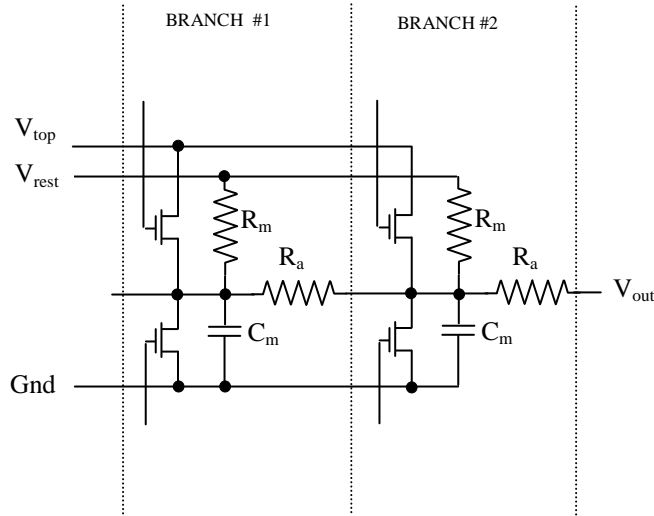 BRANCH #1
BRANCH #2
V_top
V_rest
R_m
R_m
R_a
R_a
V_out
C_m
C_m
Gnd